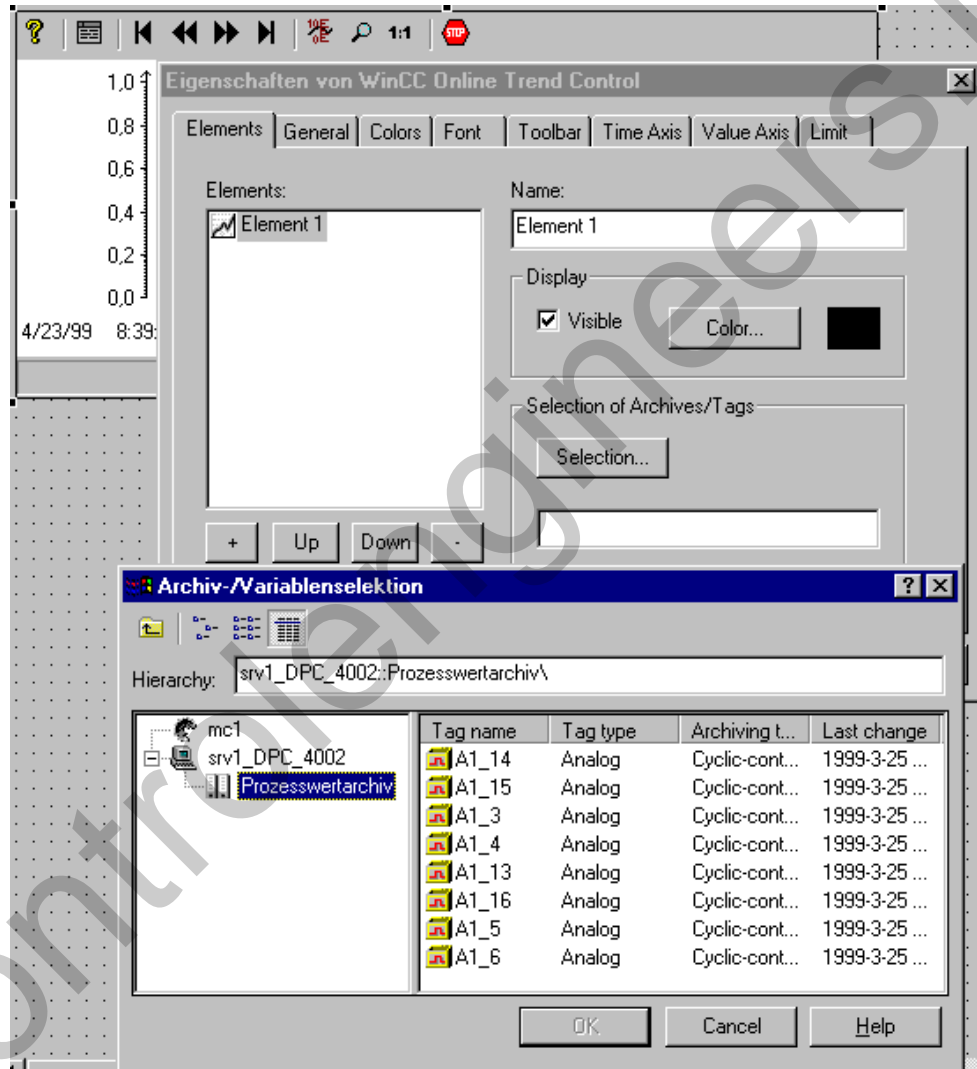 1:1 STOP
1,0
0,8
0,6
0,4
0,2
0,0
4/23/99 8:39:
Eigenschaften von WinCC Online Trend Control
Elements General Colors Font Toolbar Time Axis Value Axis Limit
Elements:
Element 1
Name:
Element 1
Display
Visible
Color...
Selection of Archives/Tags
Selection...
+ Up Down -
Archiv-/Variablenselektion
Hierarchy: srv1_DPC_4002::Prozesswertarchiv\
mc1
srv1_DPC_4002
Prozesswertarchiv
Tag name Tag type Archiving t... Last change
A1_14 Analog Cyclic-cont... 1999-3-25 ...
A1_15 Analog Cyclic-cont... 1999-3-25 ...
A1_3 Analog Cyclic-cont... 1999-3-25 ...
A1_4 Analog Cyclic-cont... 1999-3-25 ...
A1_13 Analog Cyclic-cont... 1999-3-25 ...
A1_16 Analog Cyclic-cont... 1999-3-25 ...
A1_5 Analog Cyclic-cont... 1999-3-25 ...
A1_6 Analog Cyclic-cont... 1999-3-25 ...
OK Cancel Help
ontrolengineers